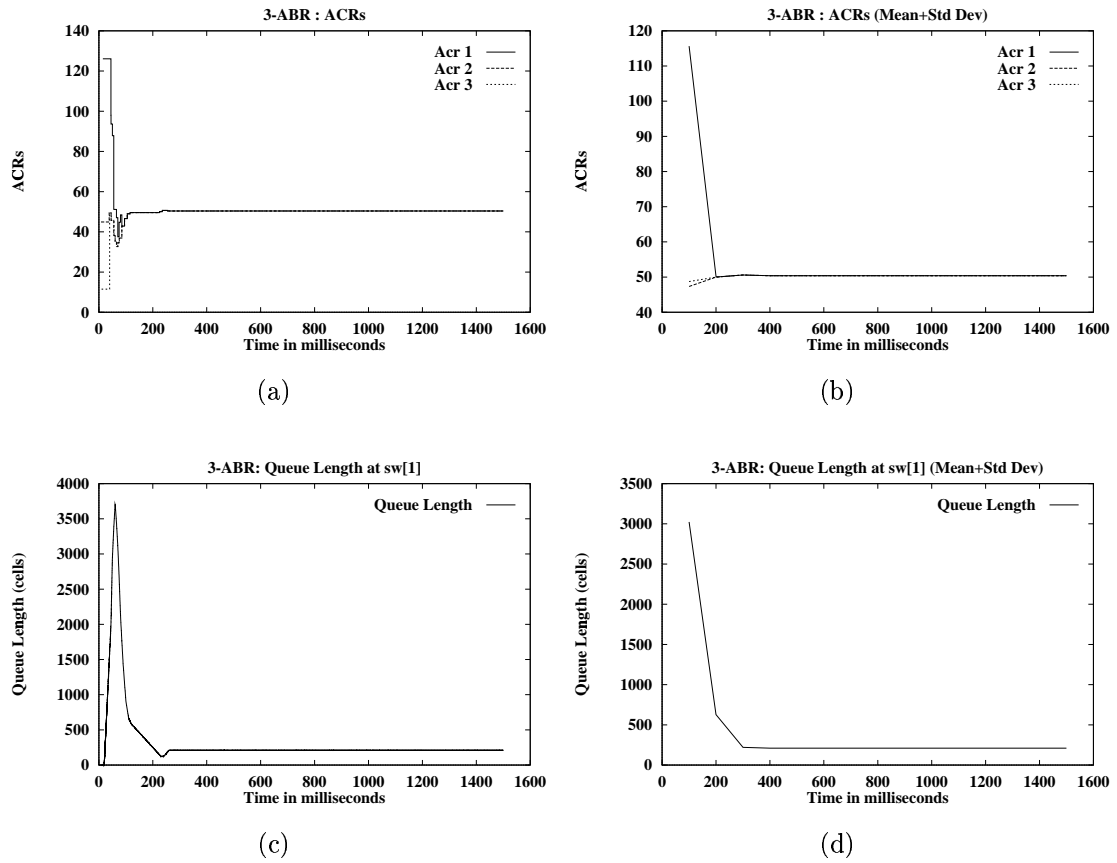 3-ABR : ACRs
140
120
100
80
60
40
20
0
ACRs
Acr 1
Acr 2
Acr 3
0 200 400 600 800 1000 1200 1400 1600
Time in milliseconds
(a)
3-ABR : ACRs (Mean+Std Dev)
120
110
100
90
80
70
60
50
40
ACRs
Acr 1
Acr 2
Acr 3
0 200 400 600 800 1000 1200 1400 1600
Time in milliseconds
(b)
3-ABR: Queue Length at sw[1]
4000
3500
3000
2500
2000
1500
1000
500
0
Queue Length (cells)
Queue Length
0 200 400 600 800 1000 1200 1400 1600
Time in milliseconds
(c)
3-ABR: Queue Length at sw[1] (Mean+Std Dev)
3500
3000
2500
2000
1500
1000
500
0
Queue Length (cells)
Queue Length
0 200 400 600 800 1000 1200 1400 1600
Time in milliseconds
(d)